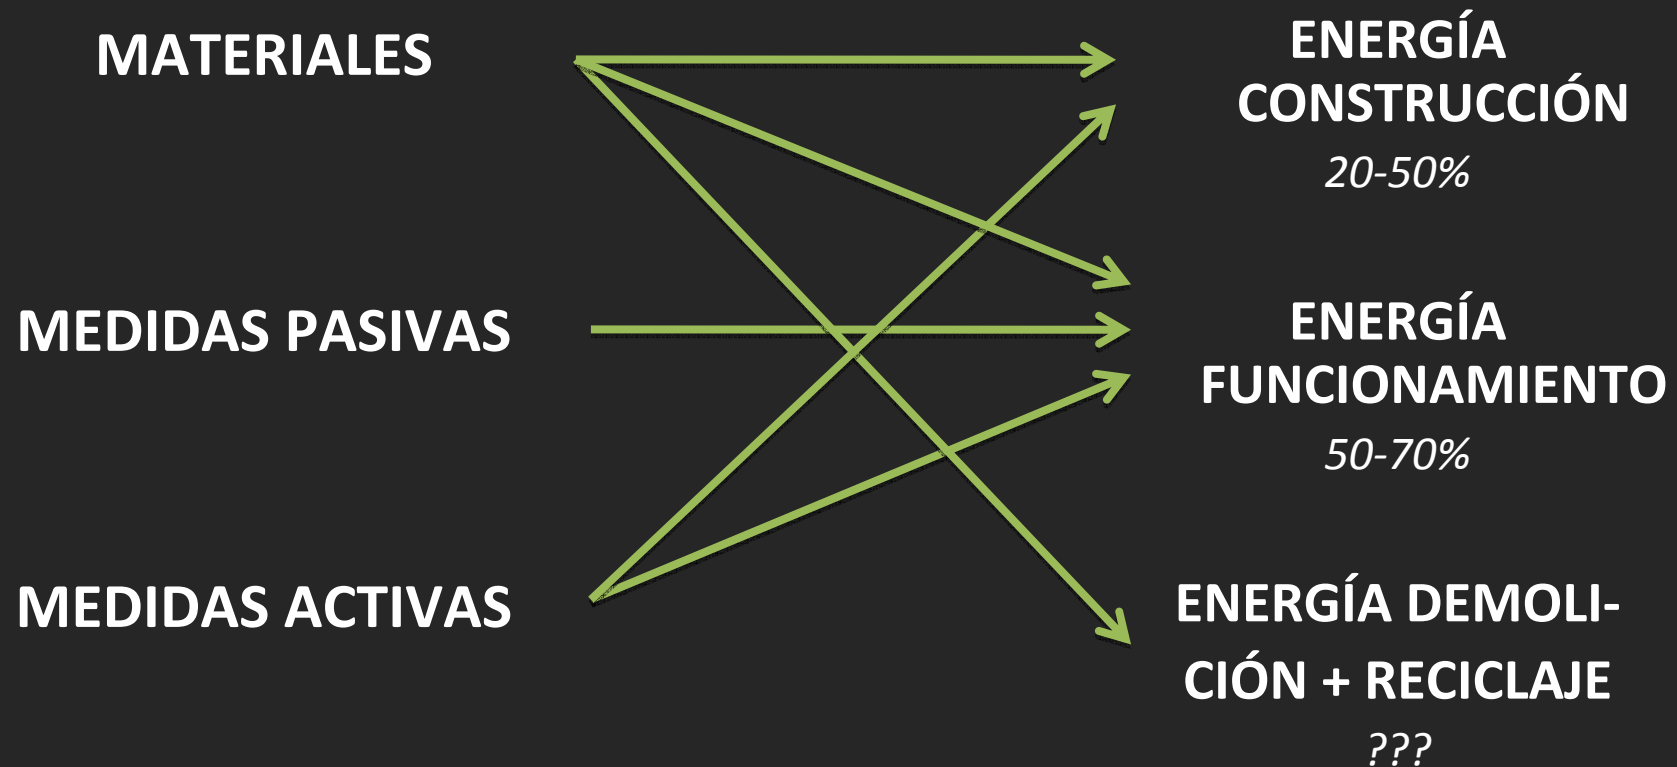 MATERIALES
ENERGÍA
CONSTRUCCIÓN
20-50%
MEDIDAS PASIVAS
ENERGÍA
FUNCIONAMIENTO
50-70%
MEDIDAS ACTIVAS
ENERGÍA DEMOLI-
CIÓN + RECICLAJE
???